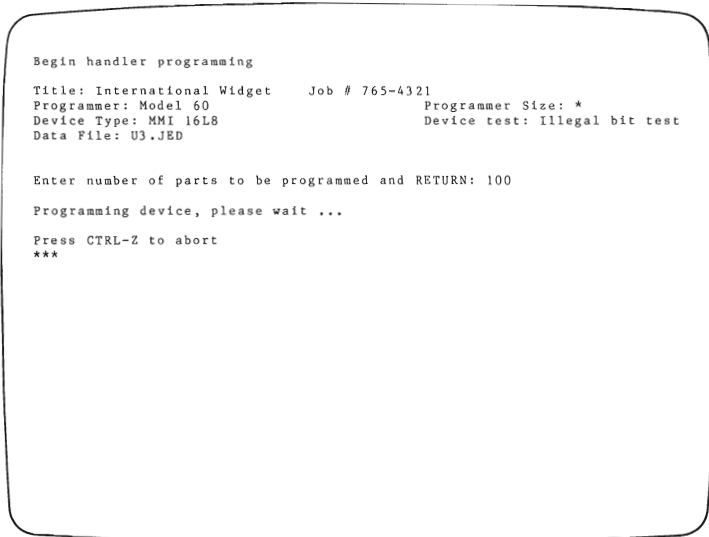 Begin handler programming
Title: International Widget    Job # 765-4321
Programmer: Model 60    Programmer Size: *
Device Type: MMI 16L8    Device test: Illegal bit test
Data File: U3.JED
Enter number of parts to be programmed and RETURN: 100
Programming device, please wait ...
Press CTRL-Z to abort
***